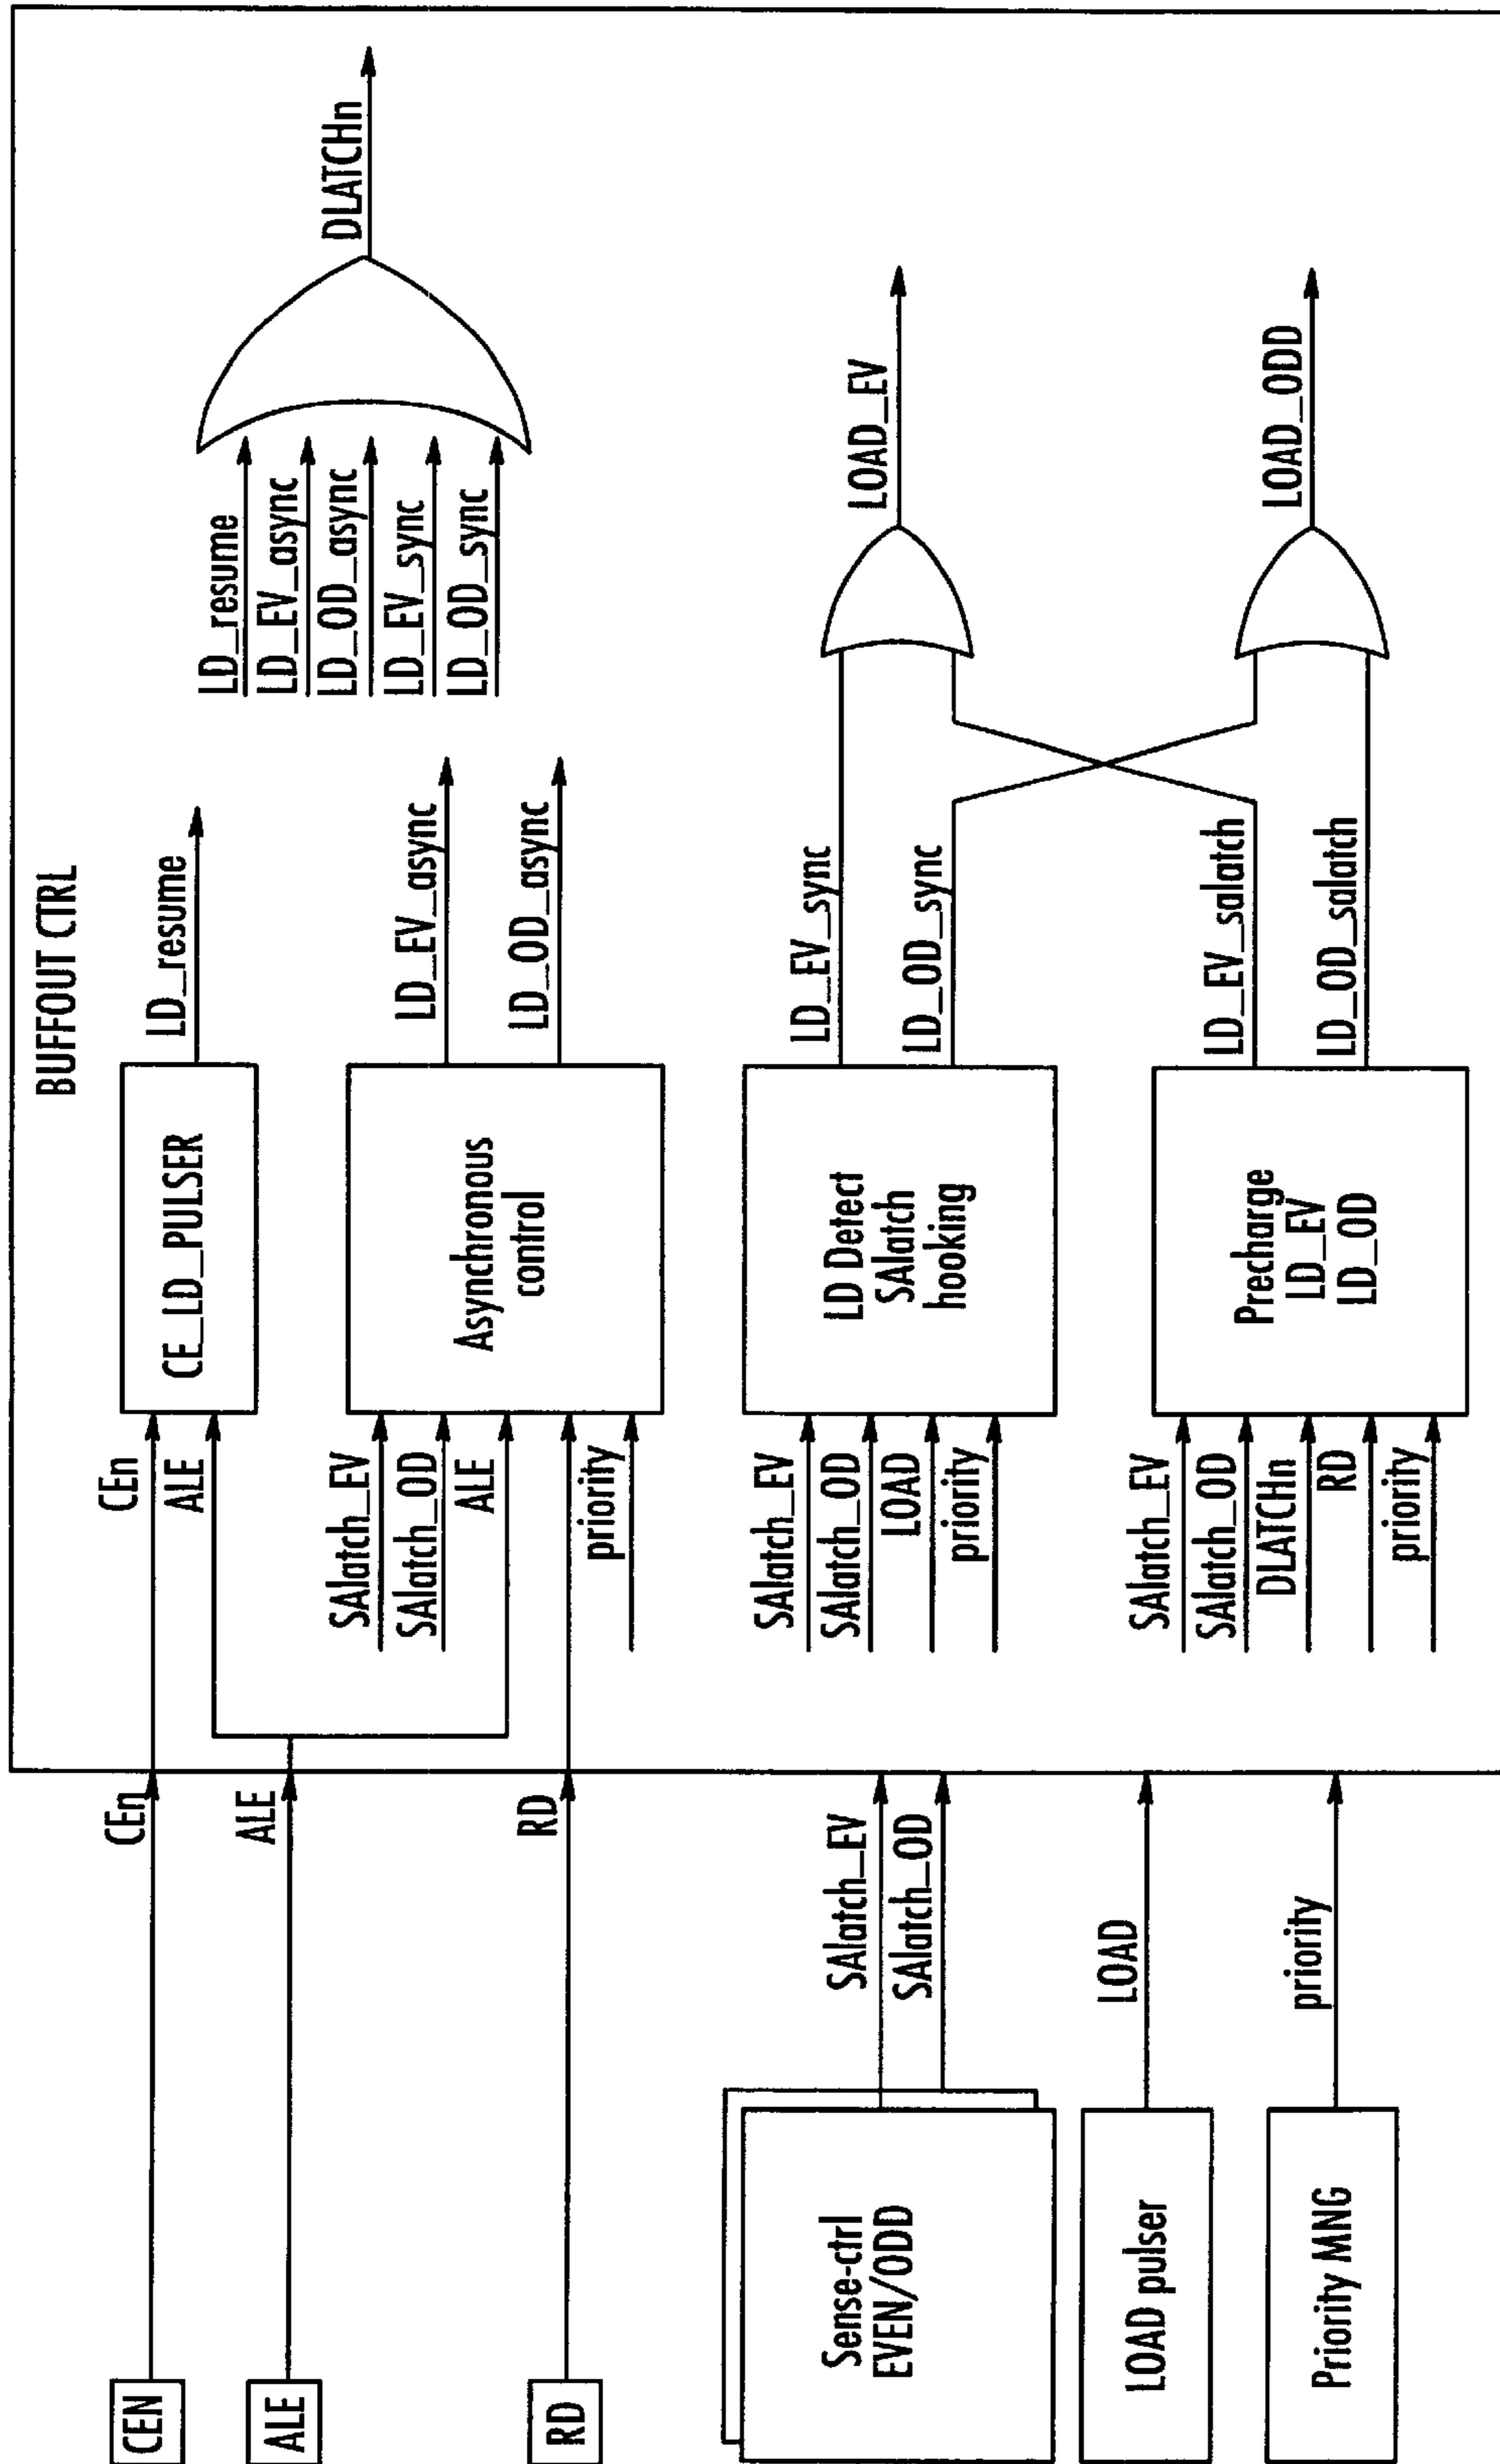 BUFFOUT CTRL
CEN
CEn
CEn
ALE
CE_LD_PULSER
LD_resume
ALE
ALE
SAlatch_EV
SAlatch_OD
ALE
priority
Asynchronous
control
LD_EV_async
LD_OD_async
RD
RD
LD_resume
LD_EV_async
LD_OD_async
LD_EV_sync
LD_OD_sync
DLATCHn
Sense-ctrl
EVEN/ODD
SAlatch_EV
SAlatch_OD
SAlatch_EV
SAlatch_OD
LOAD
priority
LD Detect
SAlatch
hooking
LD_EV_sync
LD_OD_sync
LOAD_EV
LOAD pulser
LOAD
Priority MNG
priority
SAlatch_EV
SAlatch_OD
DLATCHn
RD
priority
Precharge
LD_EV
LD_OD
LD_EV_salatch
LD_OD_salatch
LOAD_ODD